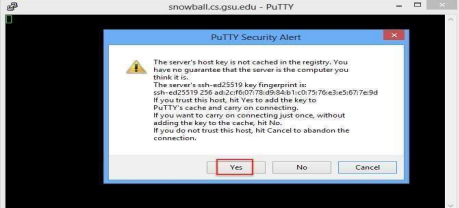 snowball.cs.gsu.edu - PuTTY
PuTTY Security Alert
The server's host key is not cached in the registry. You
have no guarantee that the server is the computer you
think it is.
The server's ssh-ed25519 key fingerprint is:
ssh-ed25519 256 ad:2c:f6:07:78:d9:84:b1:c0:75:76:e3:e5:67:7e:9d
If you trust this host, hit Yes to add the key to
PuTTY's cache and carry on connecting.
If you want to carry on connecting just once, without
adding the key to the cache, hit No.
If you do not trust this host, hit Cancel to abandon the
connection.
Yes No Cancel